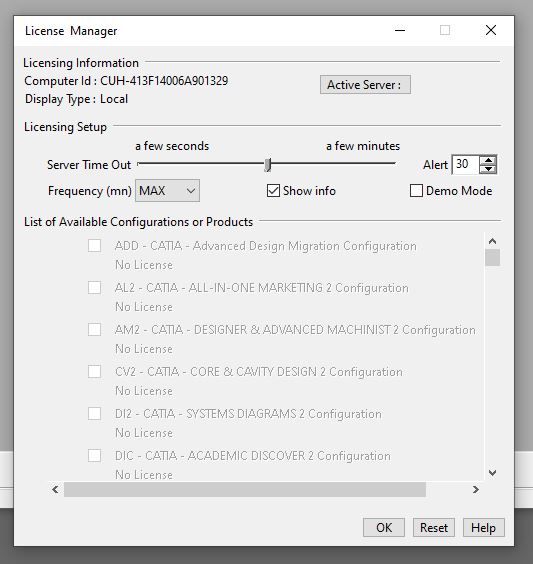 License Manager
Licensing Information
Computer Id : CUH-413F14006A901329
Active Server :
Display Type : Local
Licensing Setup
a few seconds a few minutes
Server Time Out Alert 30
Frequency (mn) MAX Show info Demo Mode
List of Available Configurations or Products
ADD - CATIA - Advanced Design Migration Configuration
No License
AL2 - CATIA - ALL-IN-ONE MARKETING 2 Configuration
No License
AM2 - CATIA - DESIGNER & ADVANCED MACHINIST 2 Configuration
No License
CV2 - CATIA - CORE & CAVITY DESIGN 2 Configuration
No License
DI2 - CATIA - SYSTEMS DIAGRAMS 2 Configuration
No License
DIC - CATIA - ACADEMIC DISCOVER 2 Configuration
No License
OK Reset Help